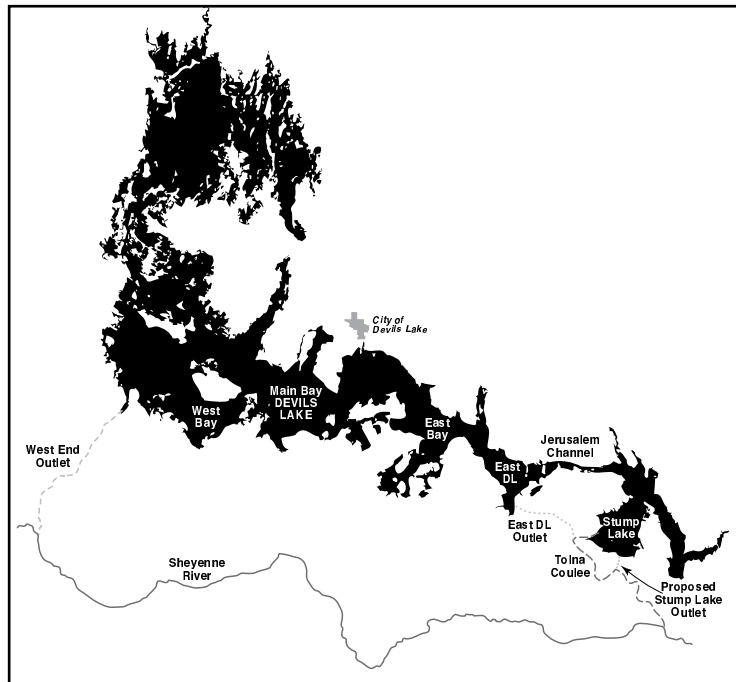 City of
Devils Lake
Main Bay
DEVILS
LAKE
West
Bay
East
Bay
Jerusalem
Channel
West End
Outlet
East
DL
East DL
Outlet
Stump
Lake
Tolna
Coulee
Sheyenne
River
Proposed
Stump Lake
Outlet